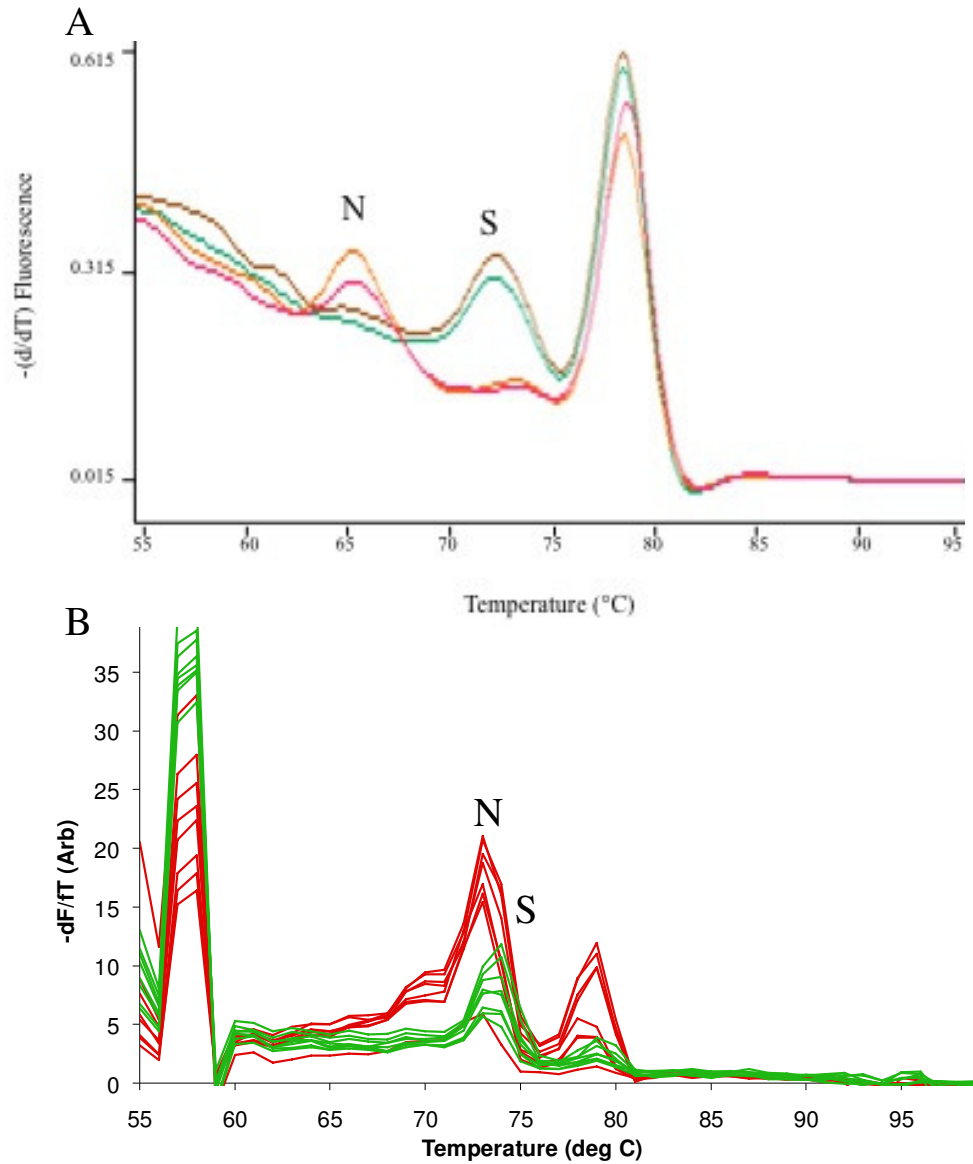 A
0.615
0.315
0.015
-(d/dT) Fluorescence
N
S
55 60 65 70 75 80 85 90 95
Temperature (°C)
B
35
30
25
20
15
10
5
0
-dF/fT (Arb)
N
S
55 60 65 70 75 80 85 90 95
Temperature (deg C)